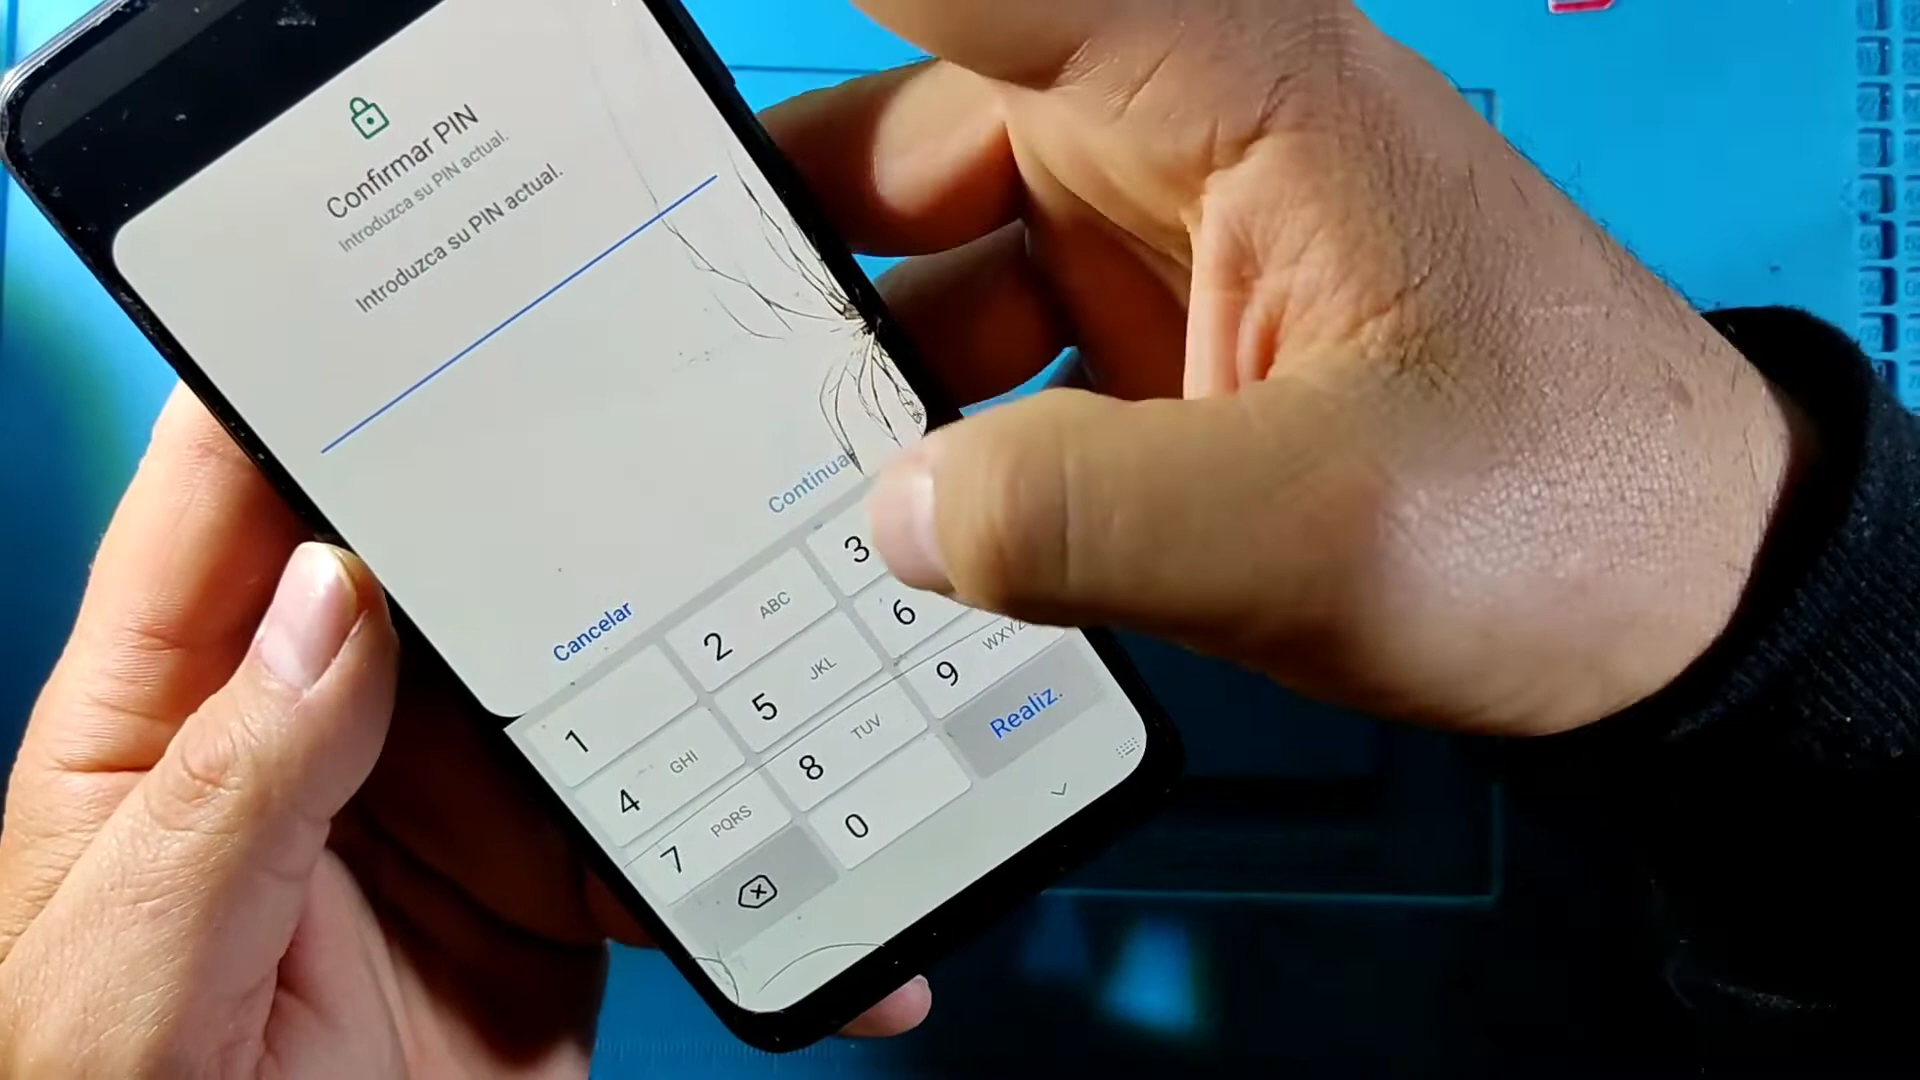 Confirmar PIN
Introduzca su PIN actual.
Introduzca su PIN actual.
Cancelar
Continua
1
2 ABC
3
4 GHI
5 JKL
6
7 PQRS
8 TUV
9 WXYZ
0
Realiz.